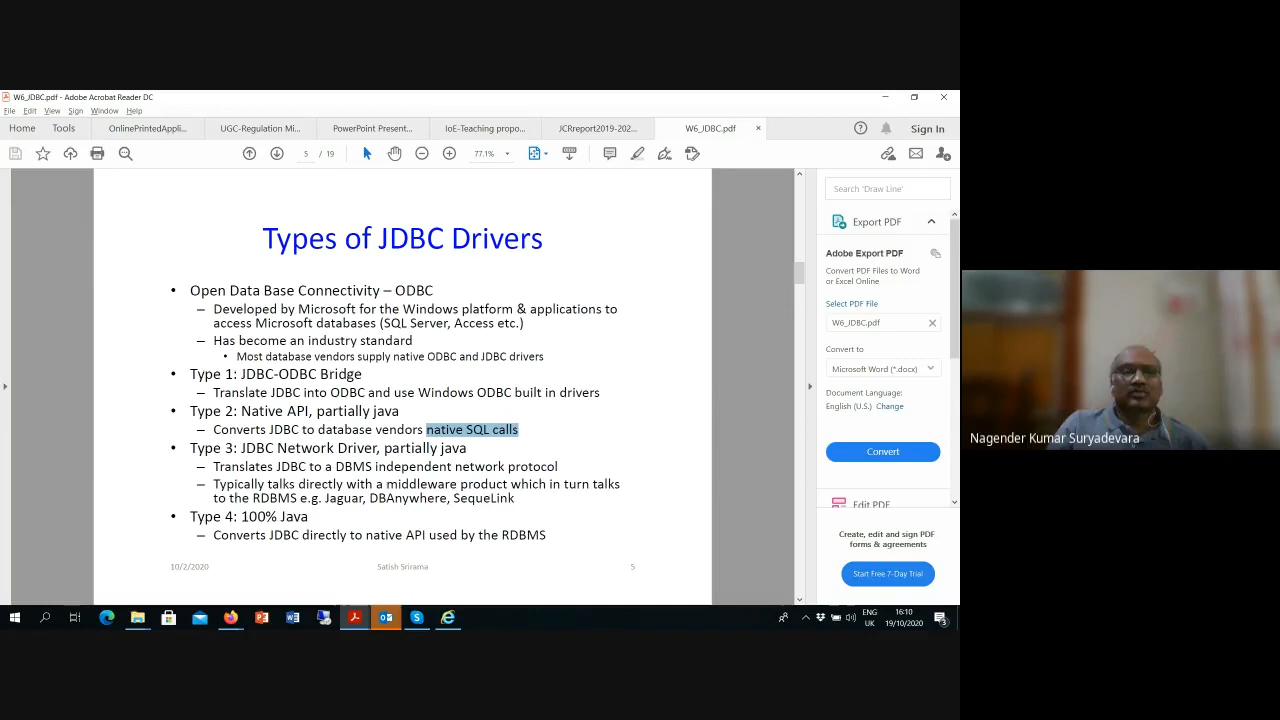 W6_JDBC.pdf - Adobe Acrobat Reader DC
File Edit View Sign Window Help
Home Tools OnlinePrintedAppli... UGC-Regulation Mi... PowerPoint Present... IoE-Teaching propo... JCRreport2019-202... W6_JDBC.pdf × Sign In
5 / 19 77.1%
Types of JDBC Drivers
• Open Data Base Connectivity – ODBC
– Developed by Microsoft for the Windows platform & applications to
access Microsoft databases (SQL Server, Access etc.)
– Has become an industry standard
• Most database vendors supply native ODBC and JDBC drivers
• Type 1: JDBC-ODBC Bridge
– Translate JDBC into ODBC and use Windows ODBC built in drivers
• Type 2: Native API, partially java
– Converts JDBC to database vendors native SQL calls
• Type 3: JDBC Network Driver, partially java
– Translates JDBC to a DBMS independent network protocol
– Typically talks directly with a middleware product which in turn talks
to the RDBMS e.g. Jaguar, DBAnywhere, SequeLink
• Type 4: 100% Java
– Converts JDBC directly to native API used by the RDBMS
10/2/2020 Satish Srirama 5
Search 'Draw Line'
Export PDF
Adobe Export PDF
Convert PDF Files to Word
or Excel Online
Select PDF File
W6_JDBC.pdf
Convert to
Microsoft Word (*.docx)
Document Language:
English (U.S.) Change
Convert
Edit PDF
Create, edit and sign PDF
forms & agreements
Start Free 7-Day Trial
Nagender Kumar Suryadevara
ENG
UK
16:10
19/10/2020
3